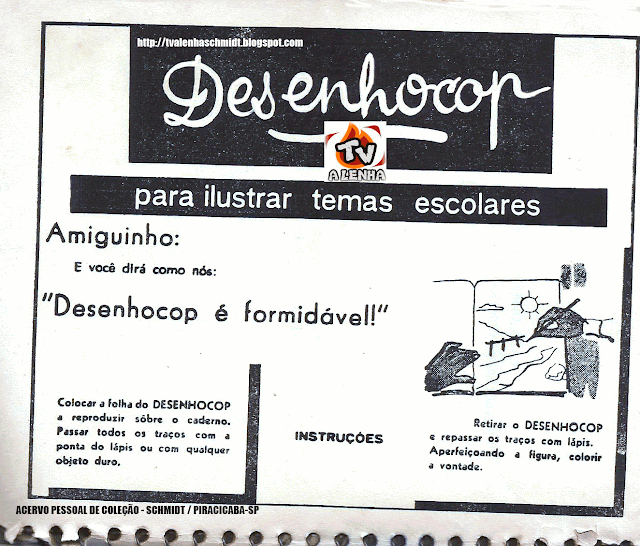 http://tvalenhaschmidt.blogspot.com
Desenhocop
TV
A LENHA
para ilustrar temas escolares
Amiguinho:
E você dirá como nós:
"Desenhocop é formidável!"
Colocar a folha do DESENHOCOP
a reproduzir sôbre o caderno.
Passar todos os traços com a
ponta do lápis ou com qualquer
objeto duro.
INSTRUÇÕES
Retirar o DESENHOCOP
e repassar os traços com lápis.
Aperfeiçoando a figura, colorir
a vontade.
ACERVO PESSOAL DE COLEÇÃO - SCHMIDT / PIRACICABA-SP